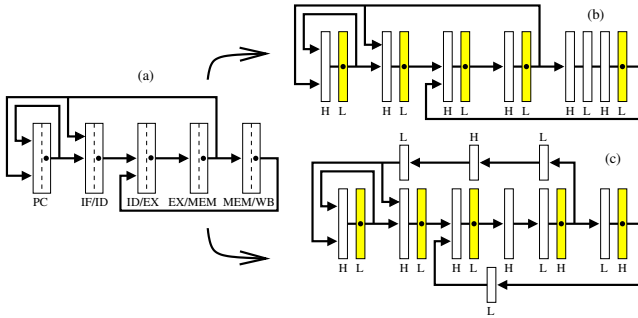 (b)
(a)
H L H L H L H L H L H L
L H L
(c)
PC IF/ID ID/EX EX/MEM MEM/WB
H L H L H L H L H L H
L